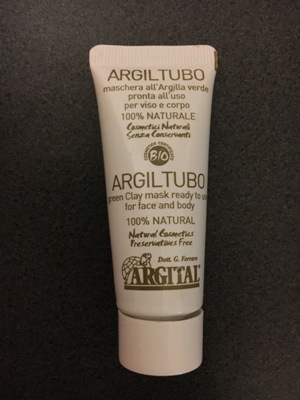 ARGILTUBO
maschera all'Argilla verde
pronta all'uso
per viso e corpo
100% NATURALE
Cosmetici Naturali
Senza Conservanti
BIO
ARGILTUBO
green Clay mask ready to us
for face and body
100% NATURAL
Natural Cosmetics
Preservatives Free
Dott. G. Ferraro
ARGITAL